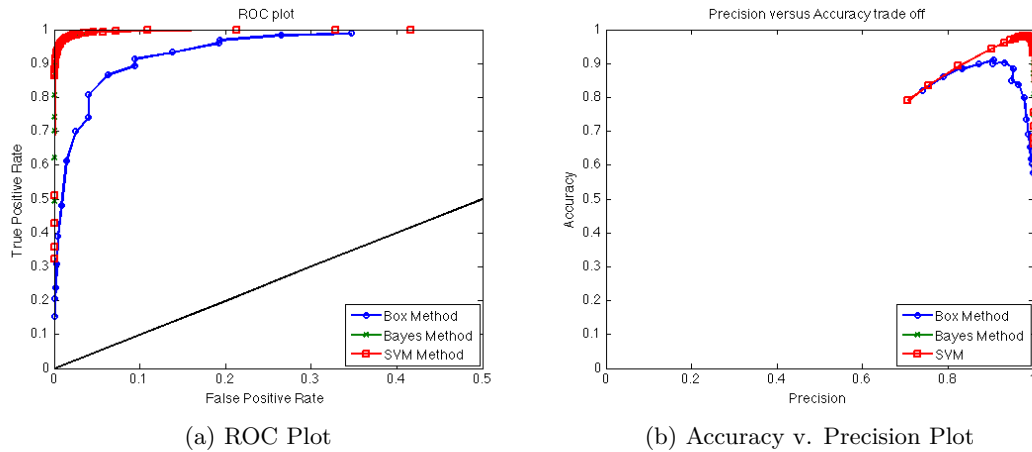 ROC plot
1
0.9
0.8
0.7
0.6
0.5
0.4
0.3
0.2
0.1
0
True Positive Rate
0
0.1
0.2
0.3
0.4
0.5
False Positive Rate
Box Method
Bayes Method
SVM Method
(a) ROC Plot
Precision versus Accuracy trade off
1
0.9
0.8
0.7
0.6
0.5
0.4
0.3
0.2
0.1
0
Accuracy
0
0.2
0.4
0.6
0.8
1
Precision
Box Method
Bayes Method
SVM
(b) Accuracy v. Precision Plot